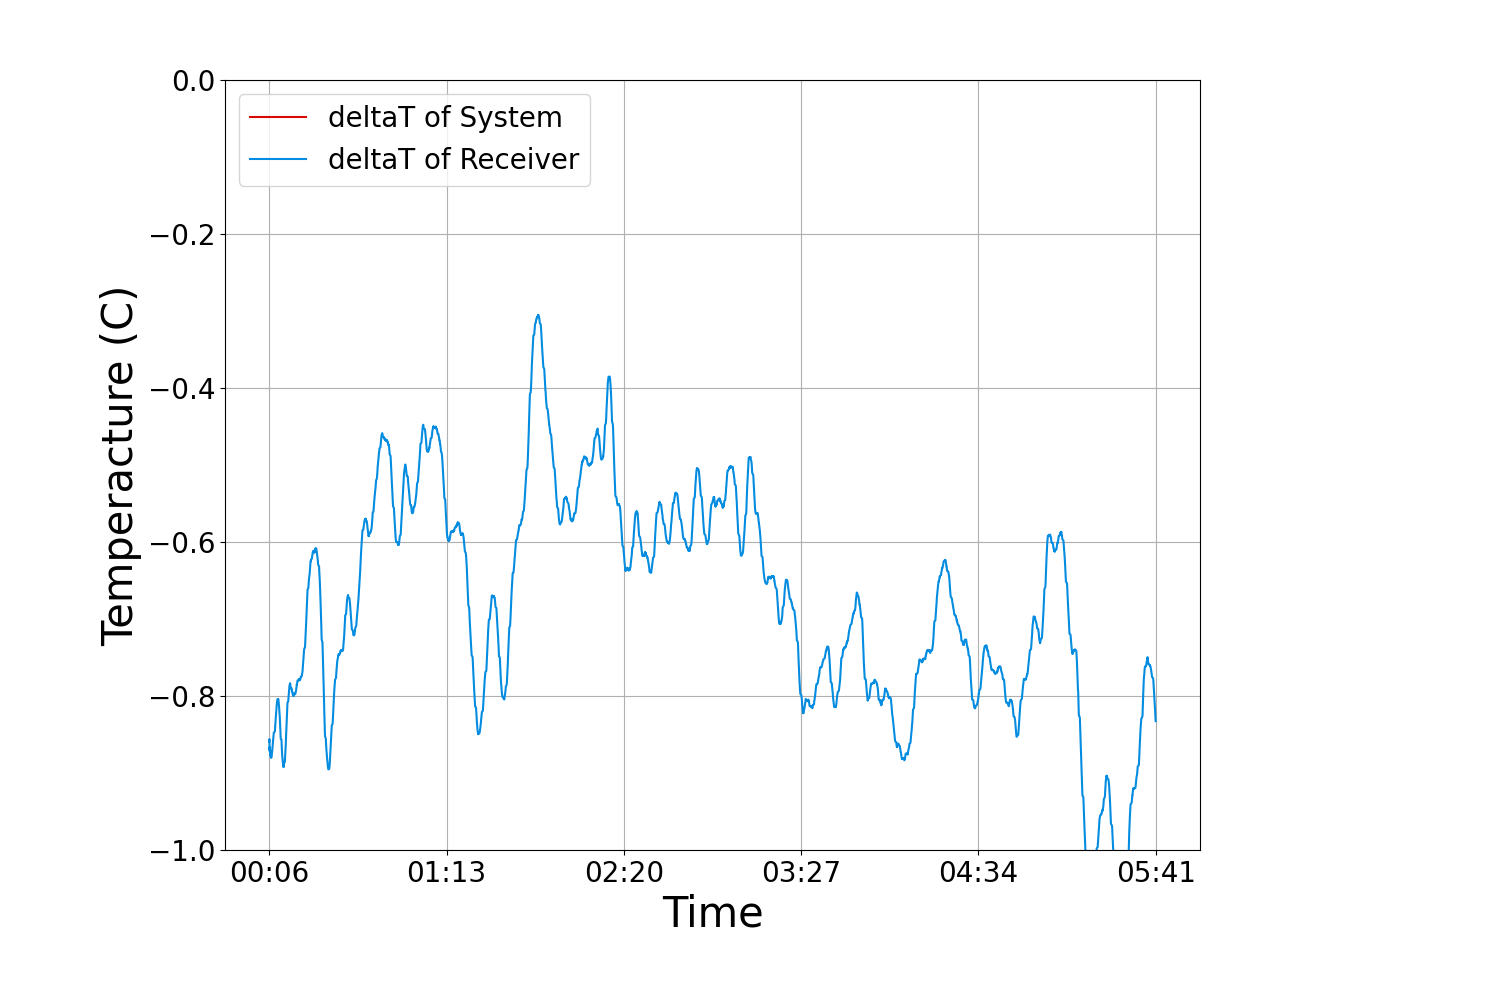 0.0
deltaT of System
deltaT of Receiver
−0.2
−0.4
−0.6
−0.8
−1.0
Temperacture (C)
00:06 01:13 02:20 03:27 04:34 05:41
Time